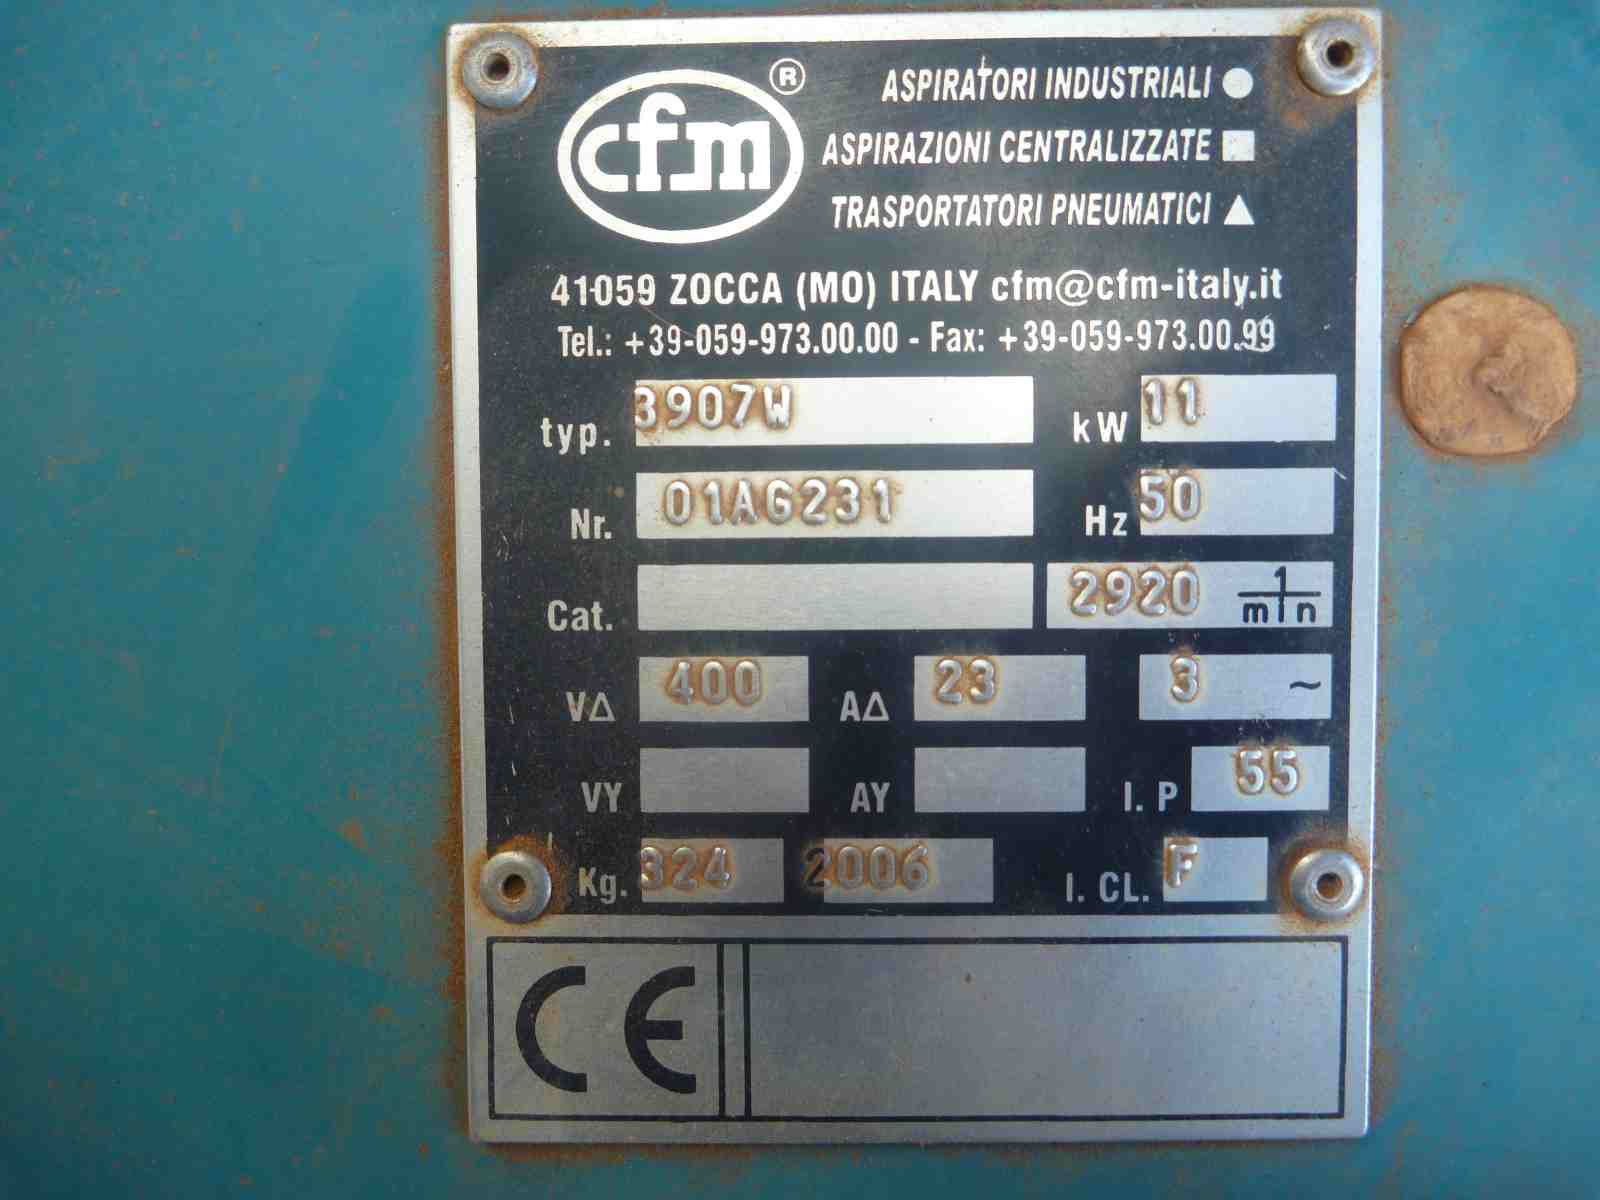 cfm ®
ASPIRATORI INDUSTRIALI ●
ASPIRAZIONI CENTRALIZZATE ■
TRASPORTATORI PNEUMATICI ▲
41059 ZOCCA (MO) ITALY cfm@cfm-italy.it
Tel.: +39-059-973.00.00 - Fax: +39-059-973.00.99
typ. 3907W kW 11
Nr. 01AG231 Hz 50
Cat. 2920 1/min
VΔ 400 AΔ 23 3 ~
VY AY I. P 55
Kg. 324 2006 I. CL. F
CE